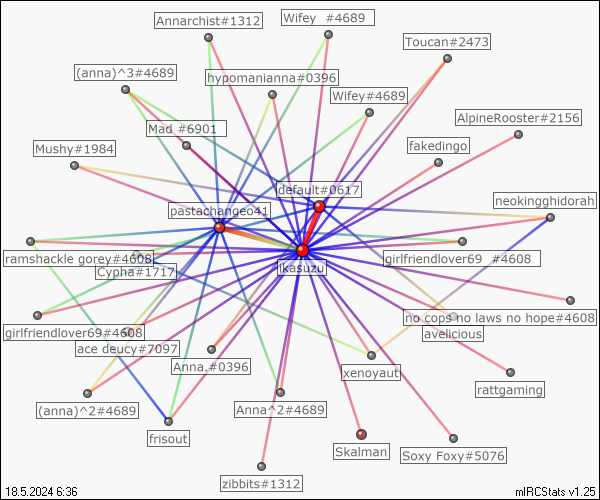 Annarchist#1312
Wifey #4689
Toucan#2473
(anna)^3#4689
hypomanianna#0396
Wifey#4689
AlpineRooster#2156
Mad #6901
Mushy#1984
fakedingo
default#0617
neokingghidorah
pastachangeo41
ramshackle gorey#4608
jkasuzu
girlfriendlover69 #4608
Cypha#1717
no cops no laws no hope#4608
girlfriendlover69#4608
avelicious
ace deucy#7097
Anna.#0396
xenoyaut
rattgaming
(anna)^2#4689
Anna^2#4689
frisout
Skalman
Soxy Foxy#5076
zibbits#1312
18.5.2024 6:36
mIRCStats v1.25